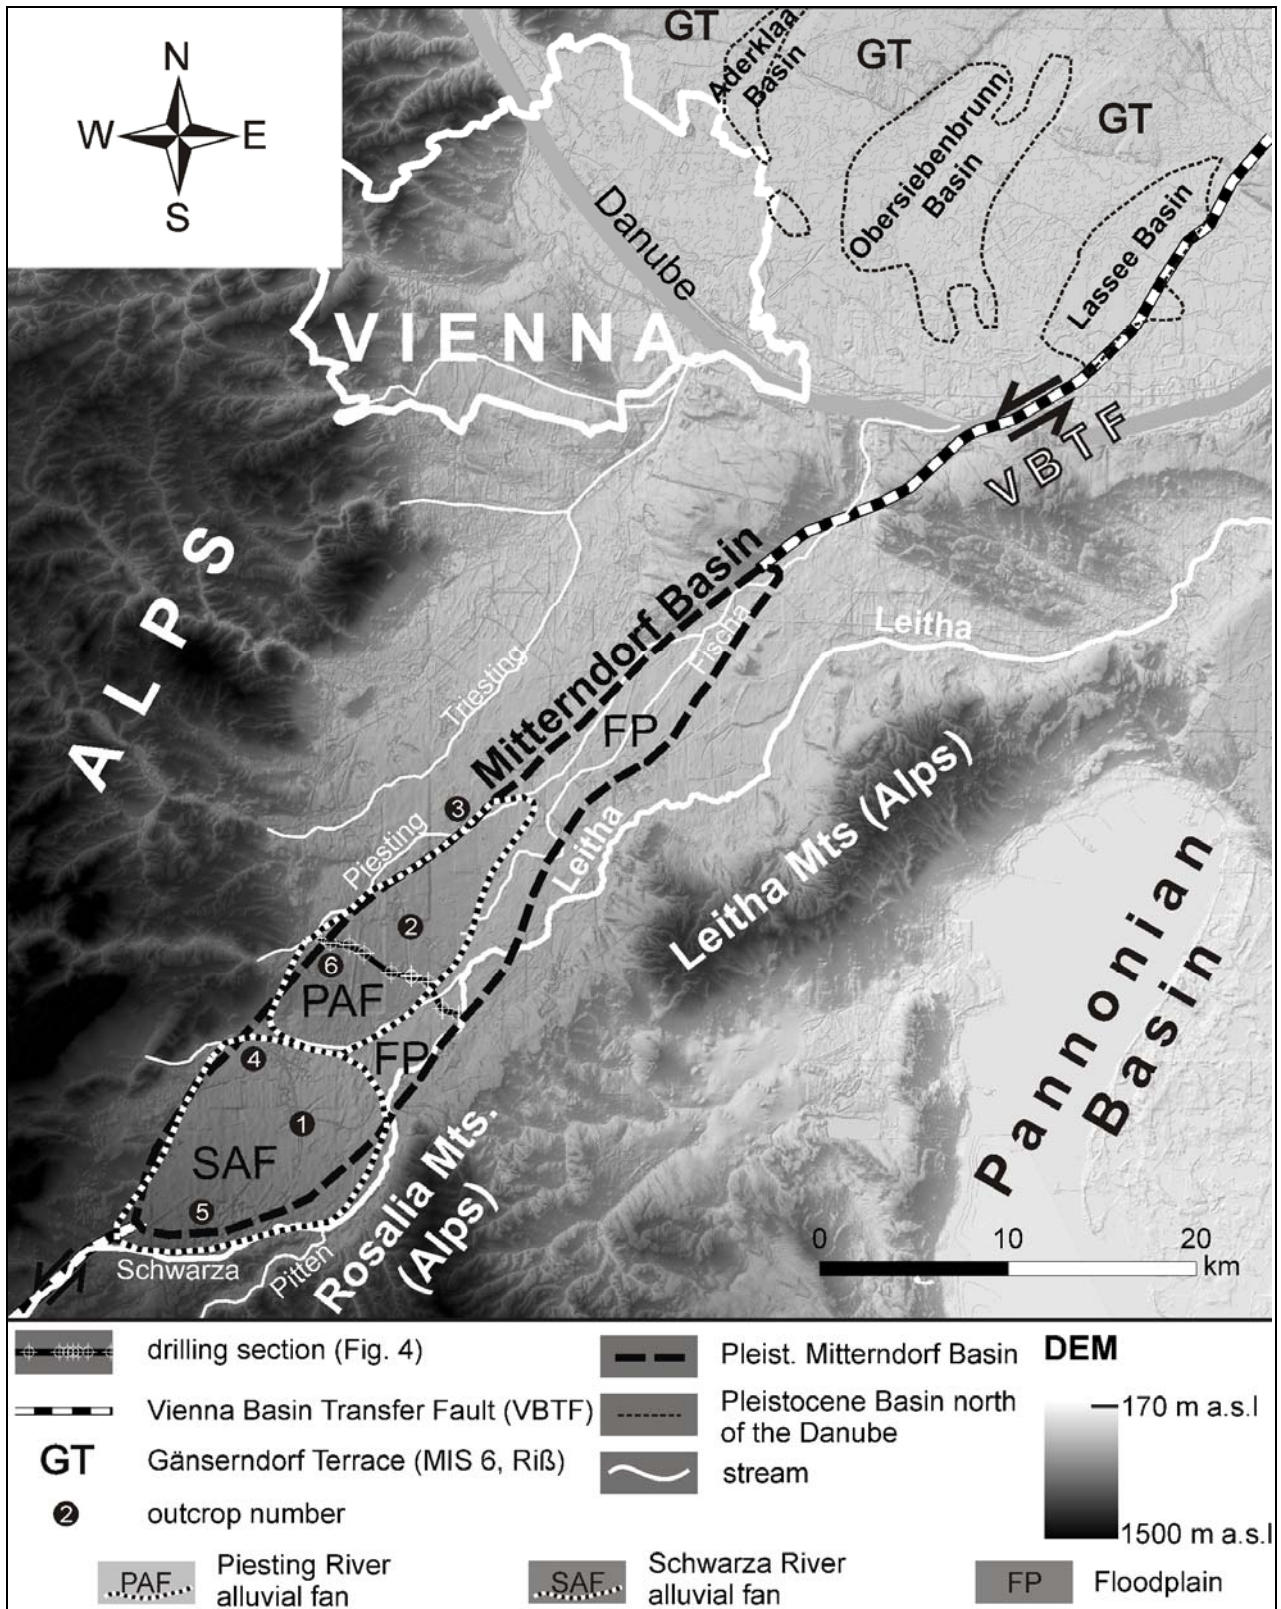 N
W E
S
GT
Aderklaa
Basin
GT
Obersiebenbrunn
Basin
GT
Lassee Basin
Danube
VIENNA
VBTF
ALPS
Mitterndorf Basin
Fischa
Leitha
Triesting
FP
3
Piesting
Leitha
Leitha Mts (Alps)
2
6
PAF
FP
4
1
SAF
5
Pannonian
Basin
Rosalia Mts.
(Alps)
Schwarza
Pitten
0 10 20
km
drilling section (Fig. 4)
Vienna Basin Transfer Fault (VBTF)
GT Gänserndorf Terrace (MIS 6, Riß)
2 outcrop number
Pleist. Mitterndorf Basin
Pleistocene Basin north
of the Danube
stream
DEM
170 m a.s.l
1500 m a.s.l
PAF Piesting River
alluvial fan
SAF Schwarza River
alluvial fan
FP Floodplain